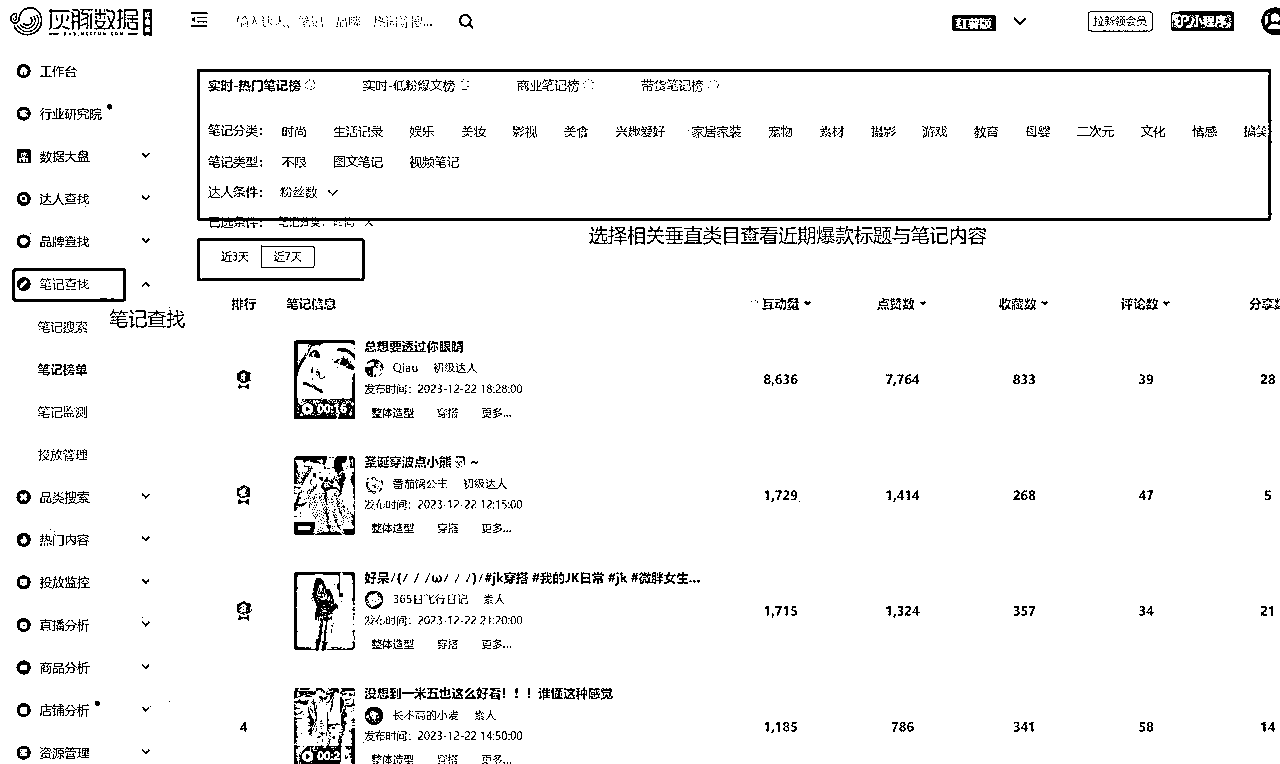 灰豚数据
拉新领会员
小程序
工作台
行业研究院
数据大盘
达人查找
品牌查找
笔记查找
笔记搜索
笔记榜单
笔记监测
投放管理
品类搜索
热门内容
投放监控
直播分析
商品分析
店铺分析
资源管理
笔记查找
实时-热门笔记榜 实时-低粉爆文榜 商业笔记榜 带货笔记榜
笔记分类: 时尚 生活记录 娱乐 美妆 影视 美食 兴趣爱好 家居家装 宠物 素材 摄影 游戏 教育 母婴 二次元 文化 情感 搞笑
笔记类型: 不限 图文笔记 视频笔记
达人条件: 粉丝数
已选条件:
选择相关垂直类目查看近期爆款标题与笔记内容
近3天 近7天
排行 笔记信息 互动量 点赞数 收藏数 评论数 分享数
总想要透过你眼睛
Qiau 初级达人
发布时间: 2023-12-22 18:28:00
整体造型 穿搭 更多...
00:16
8,636 7,764 833 39 28
圣诞穿波点小熊 ~
番茄锅公主 初级达人
发布时间: 2023-12-22 12:15:00
整体造型 穿搭 更多...
1,729 1,414 268 47 5
好呆/(/ / /ω/ / /)/#jk穿搭 #我的JK日常 #jk #微胖女生...
365日飞行日记 素人
发布时间: 2023-12-22 21:20:00
整体造型 穿搭 更多...
1,715 1,324 357 34 21
没想到一米五也这么好看！！！谁懂这种感觉
长不高的小麦 素人
发布时间: 2023-12-22 14:50:00
整体造型 穿搭 更多...
4 1,185 786 341 58 14